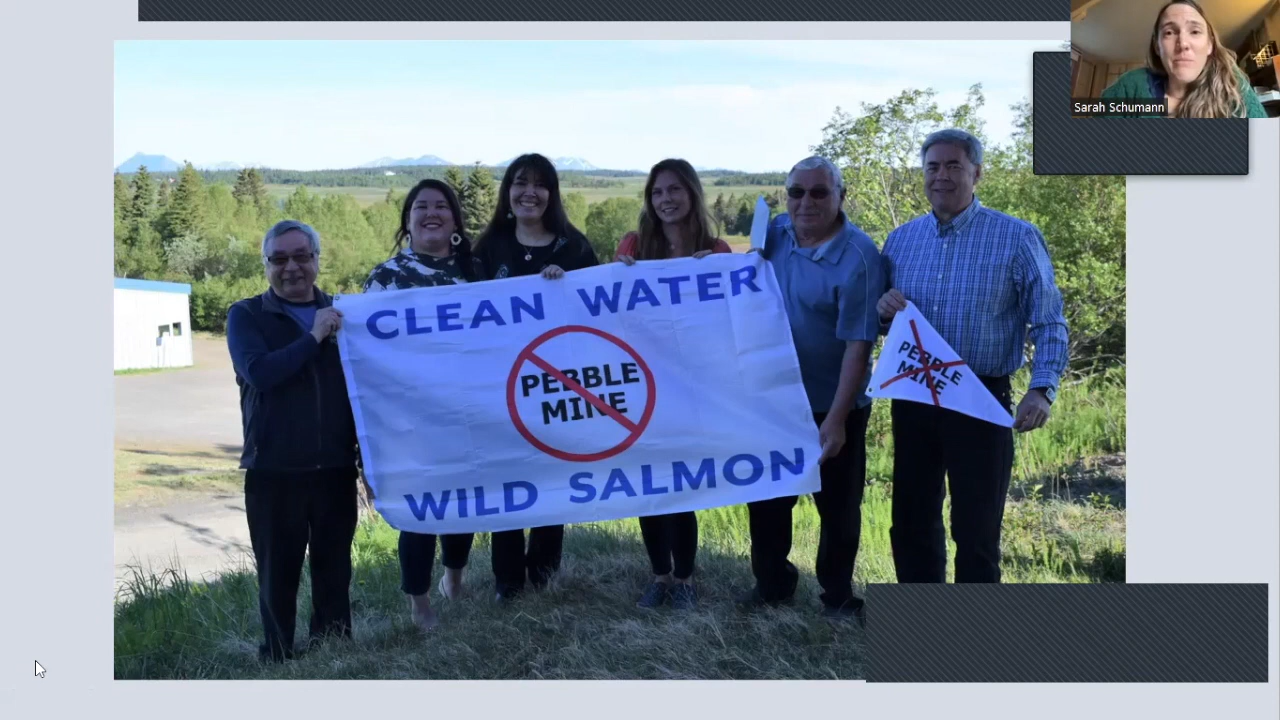 Sarah Schumann
CLEAN WATER
PEBBLE
MINE
WILD SALMON
PEBBLE
MINE